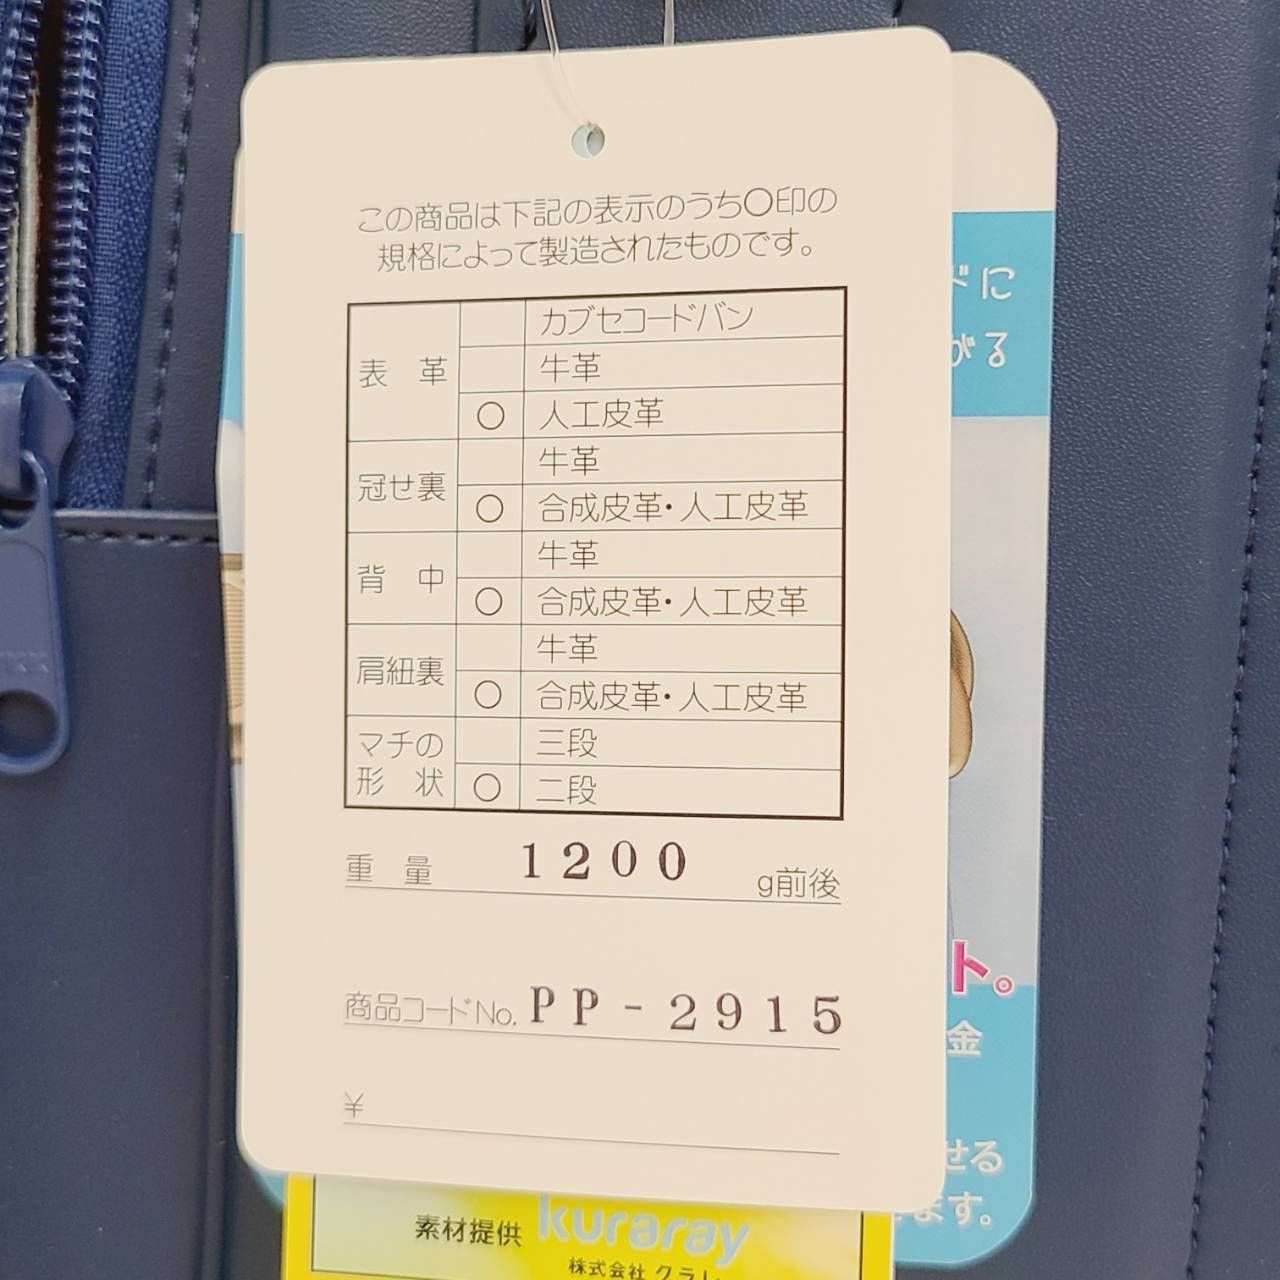 この商品は下記の表示のうち〇印の
規格によって製造されたものです。
表革
カブセコードバン
牛革
〇 人工皮革
冠せ裏
牛革
〇 合成皮革・人工皮革
背中
牛革
〇 合成皮革・人工皮革
肩紐裏
牛革
〇 合成皮革・人工皮革
マチの
形状
三段
〇 二段
重量 1200 g前後
商品コードNo. PP-2915
¥
ドに
がる
ト。
金
せる
ます。
素材提供 kuraray
株式会社 クラレ